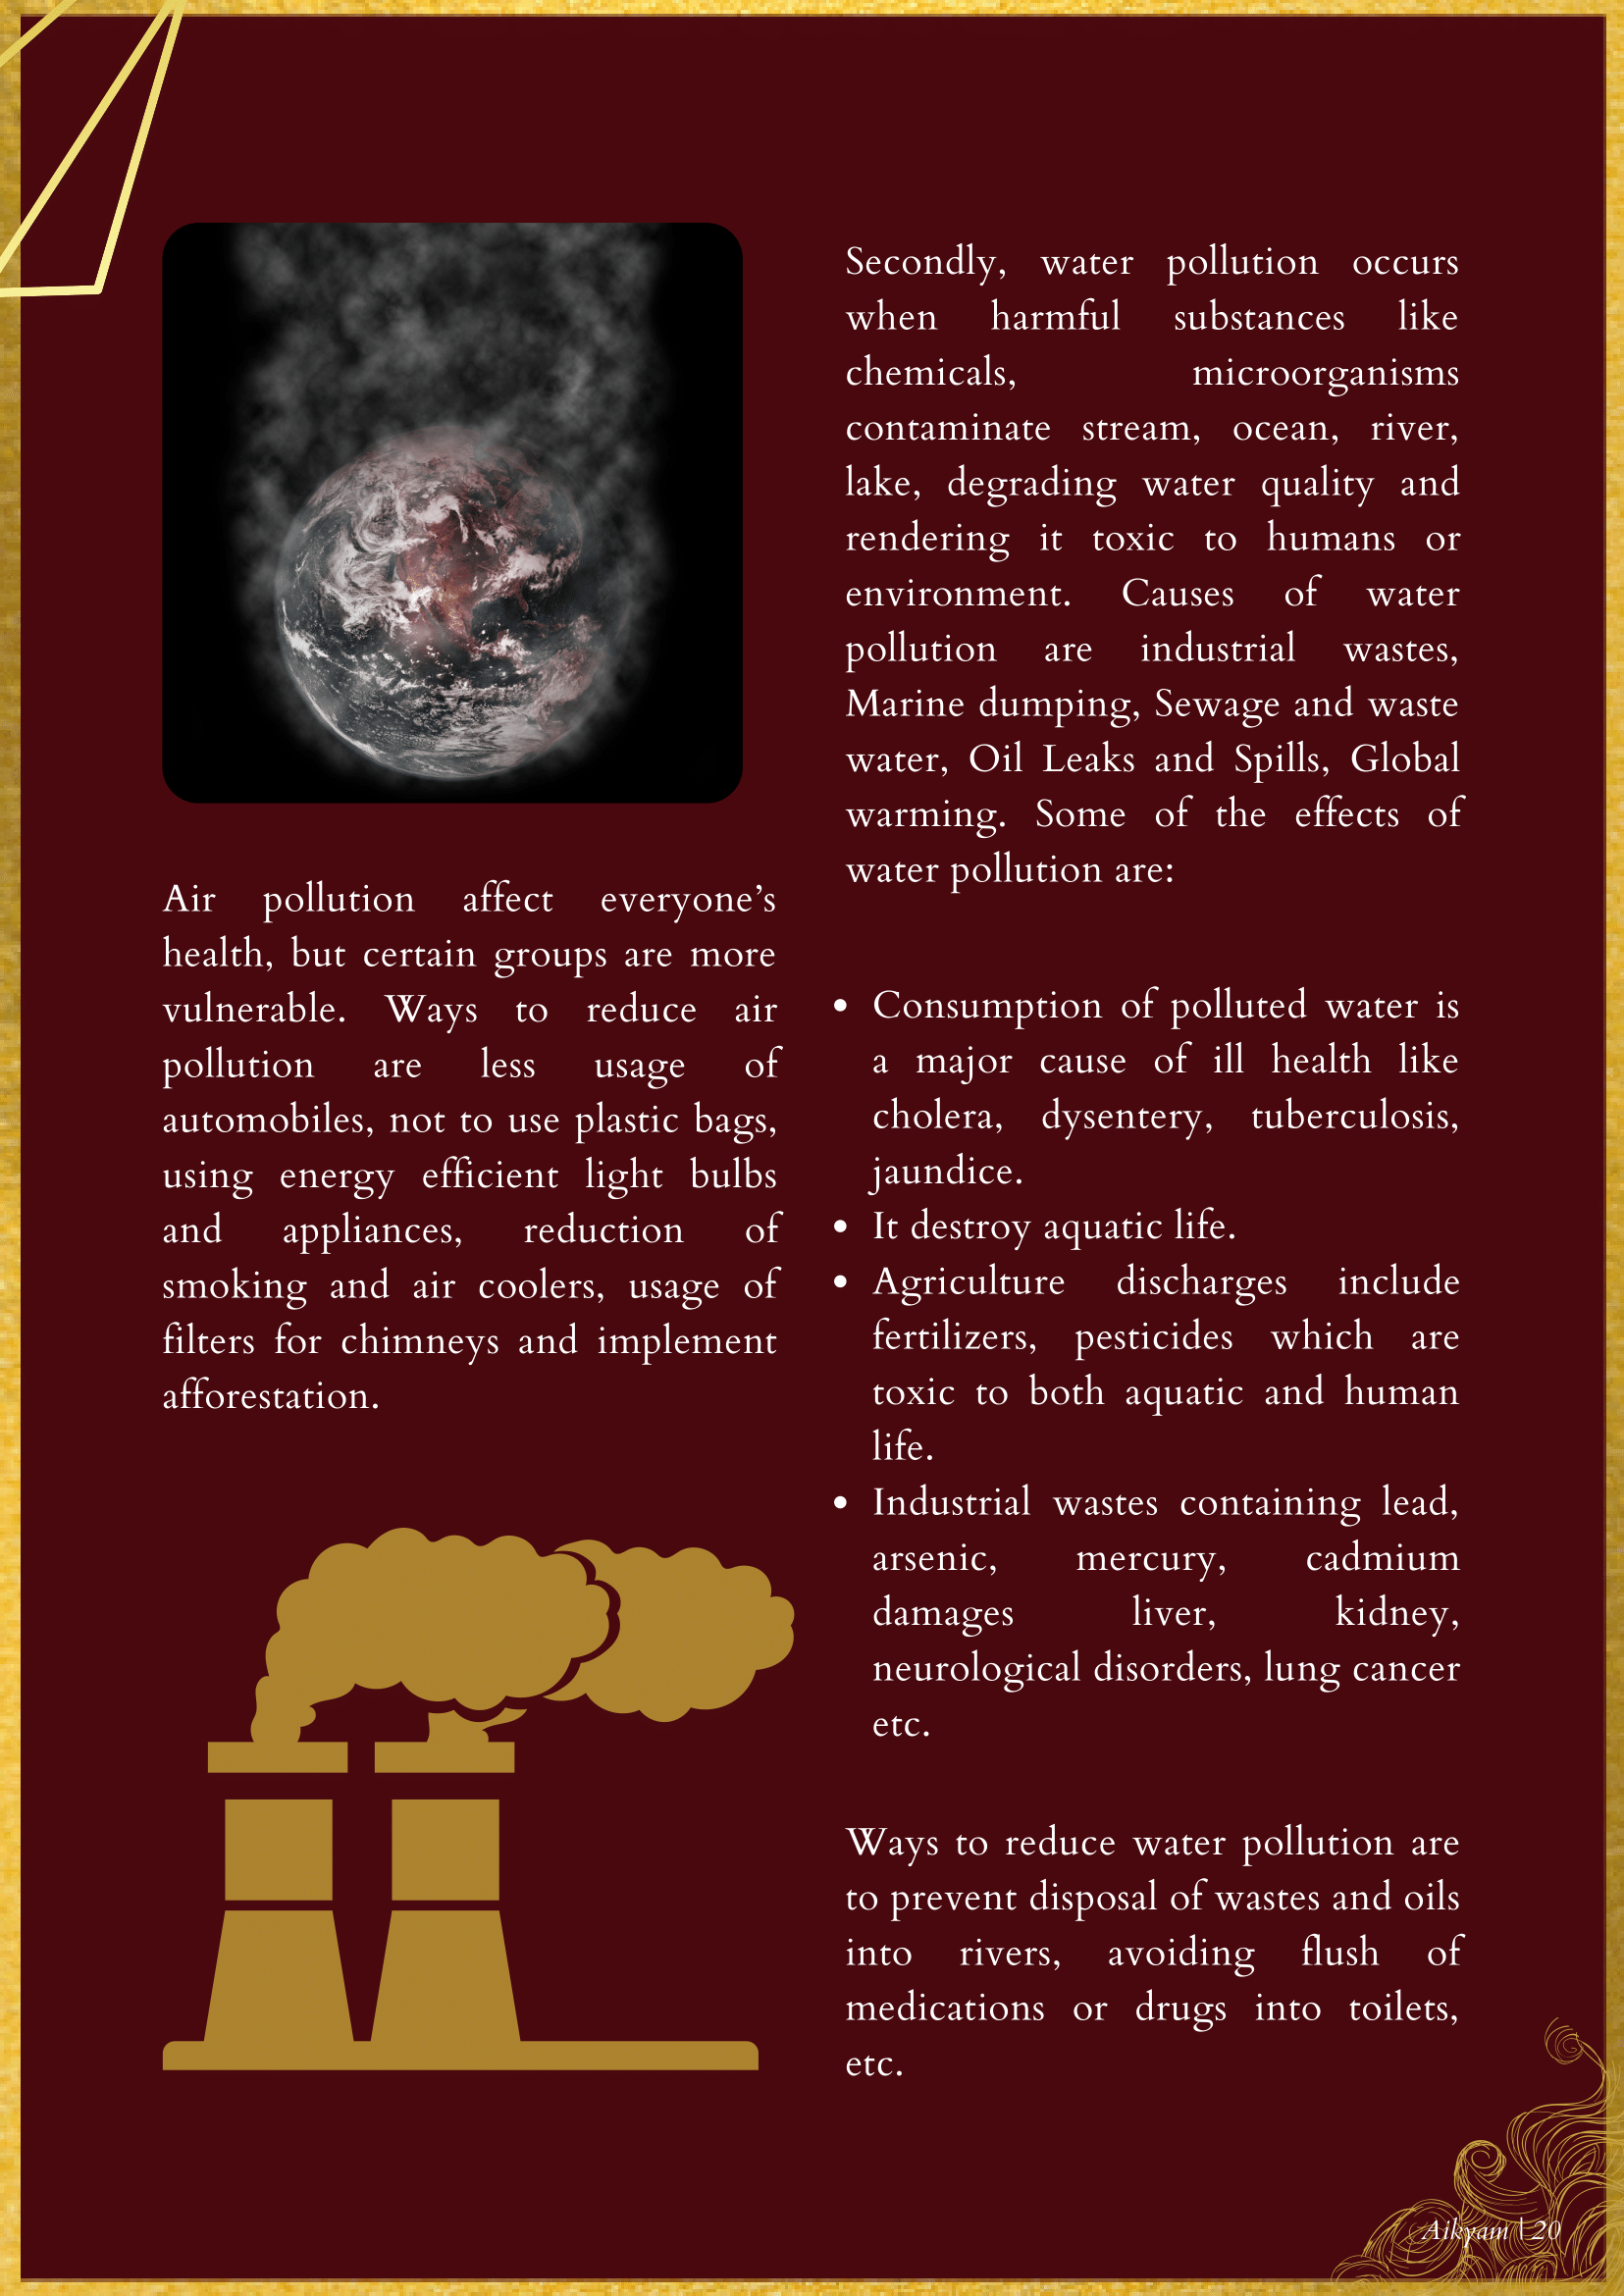 Air pollution affect everyone’s
health, but certain groups are more
vulnerable. Ways to reduce air
pollution are less usage of
automobiles, not to use plastic bags,
using energy efficient light bulbs
and appliances, reduction of
smoking and air coolers, usage of
filters for chimneys and implement
afforestation.
Secondly, water pollution occurs
when harmful substances like
chemicals, microorganisms
contaminate stream, ocean, river,
lake, degrading water quality and
rendering it toxic to humans or
environment. Causes of water
pollution are industrial wastes,
Marine dumping, Sewage and waste
water, Oil Leaks and Spills, Global
warming. Some of the effects of
water pollution are:
• Consumption of polluted water is
a major cause of ill health like
cholera, dysentery, tuberculosis,
jaundice.
• It destroy aquatic life.
• Agriculture discharges include
fertilizers, pesticides which are
toxic to both aquatic and human
life.
• Industrial wastes containing lead,
arsenic, mercury, cadmium
damages liver, kidney,
neurological disorders, lung cancer
etc.
Ways to reduce water pollution are
to prevent disposal of wastes and oils
into rivers, avoiding flush of
medications or drugs into toilets,
etc.
Aikyam | 20